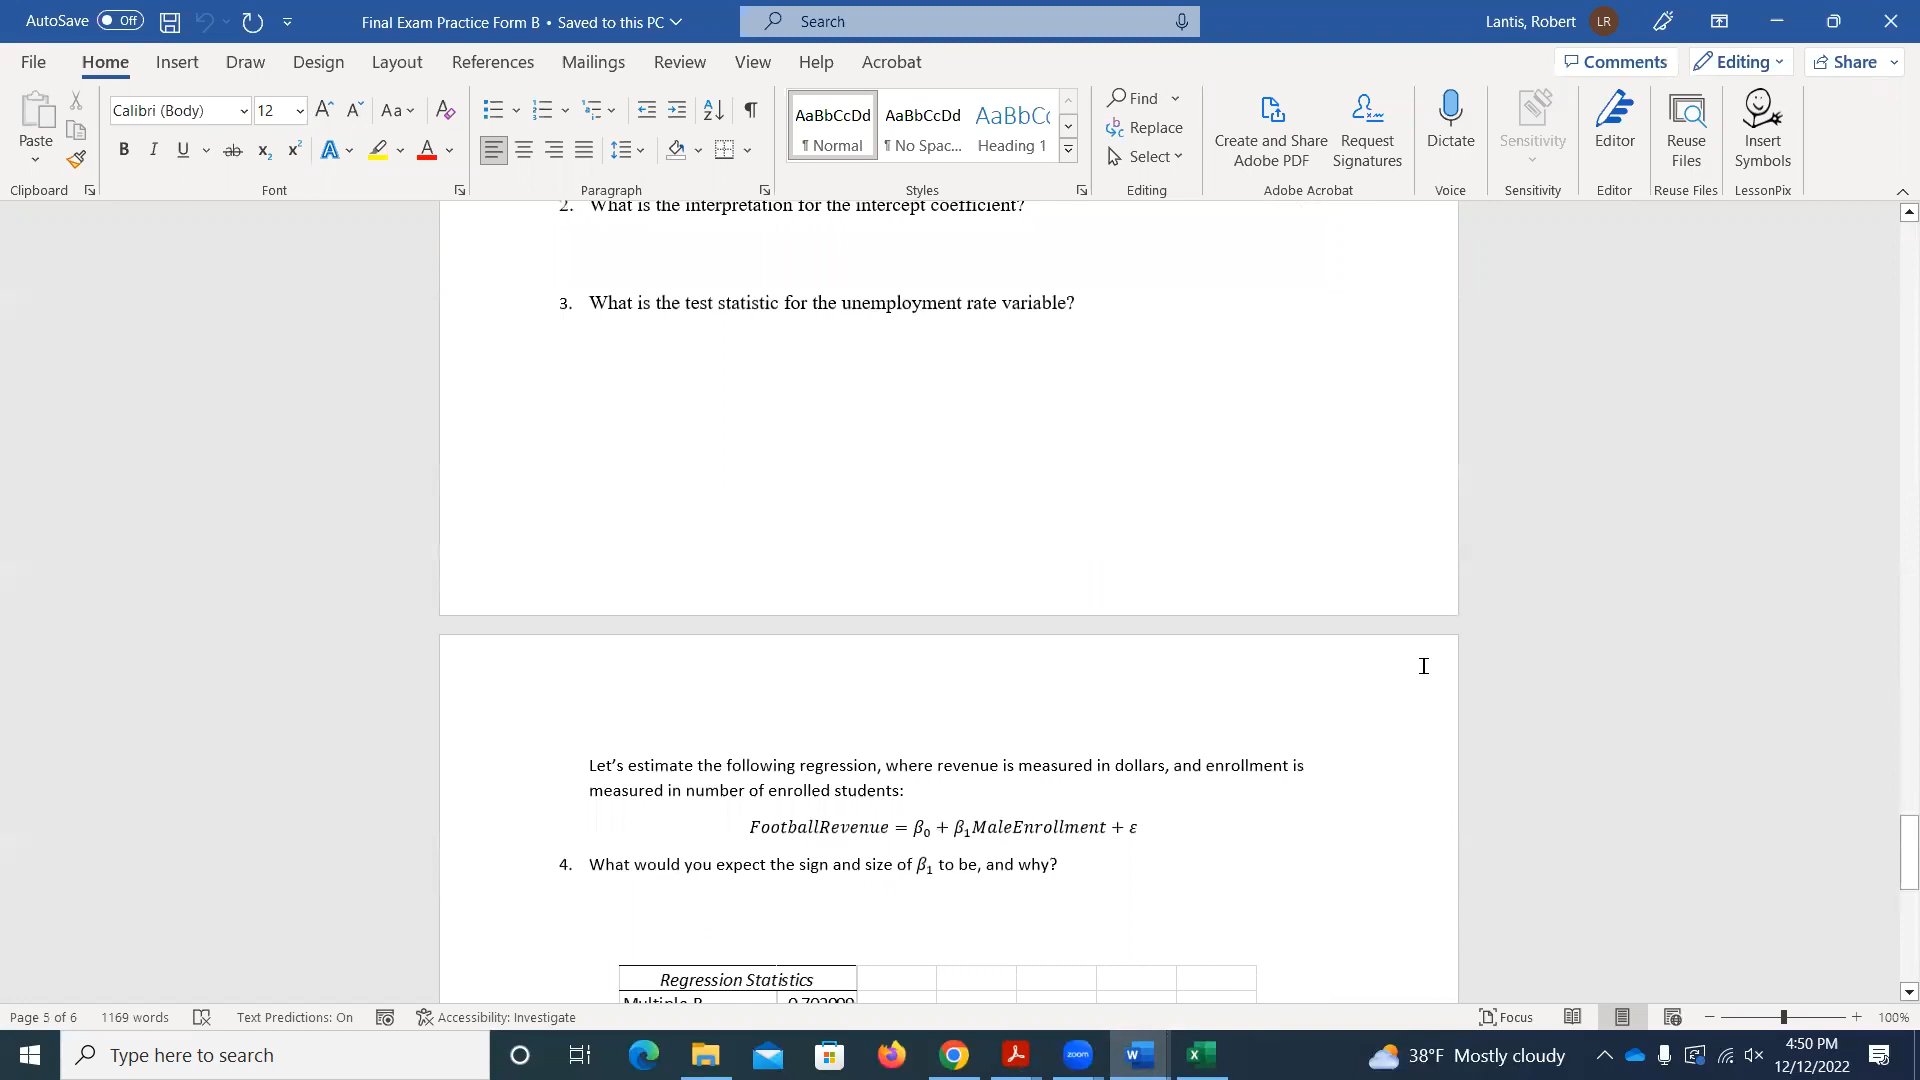 AutoSave Off Final Exam Practice Form B • Saved to this PC Search Lantis, Robert LR
File Home Insert Draw Design Layout References Mailings Review View Help Acrobat Comments Editing Share
Paste Calibri (Body) 12 Aa AaBbCcDd AaBbCcDd AaBbCc Find Replace Select
¶ Normal ¶ No Spac... Heading 1
Create and Share Adobe PDF Request Signatures Dictate Sensitivity Editor Reuse Files Insert Symbols
Clipboard Font Paragraph Styles Editing Adobe Acrobat Voice Sensitivity Editor Reuse Files LessonPix
2. What is the interpretation for the intercept coefficient?
3. What is the test statistic for the unemployment rate variable?
Let’s estimate the following regression, where revenue is measured in dollars, and enrollment is
measured in number of enrolled students:
FootballRevenue = β₀ + β₁MaleEnrollment + ε
4. What would you expect the sign and size of β₁ to be, and why?
Regression Statistics
Multiple R
Page 5 of 6 1169 words Text Predictions: On Accessibility: Investigate Focus 100%
Type here to search zoom 38°F Mostly cloudy 4:50 PM
12/12/2022